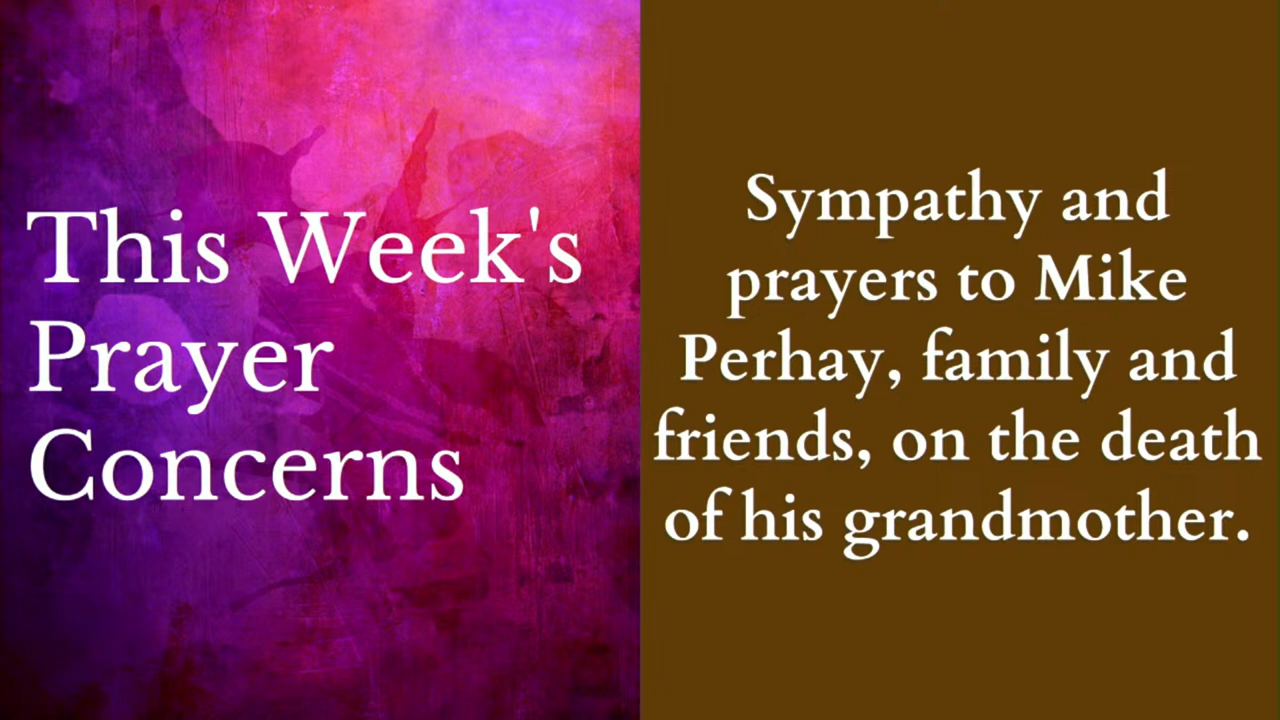 This Week's
Prayer
Concerns
Sympathy and
prayers to Mike
Perhay, family and
friends, on the death
of his grandmother.